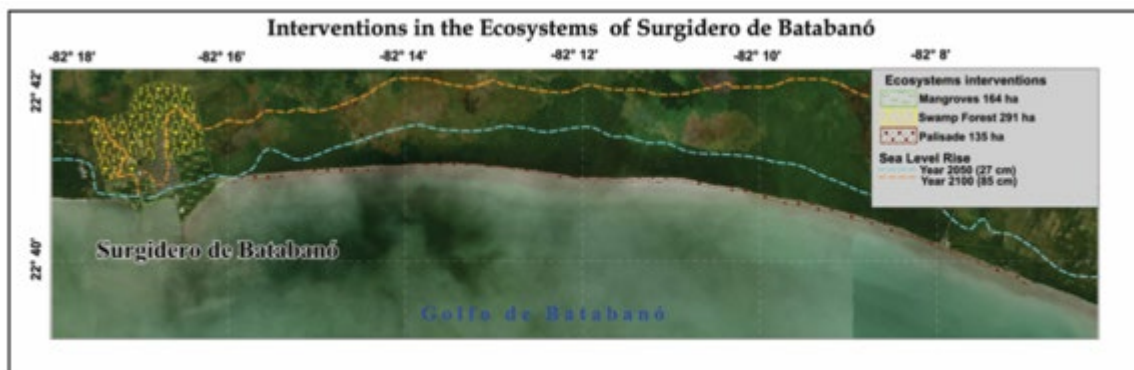 Interventions in the Ecosystems of Surgidero de Batabanó
-82° 18' -82° 16' -82° 14' -82° 12' -82° 10' -82° 8'
22° 42'
Ecosystems interventions
Mangroves 164 ha
Swamp Forest 291 ha
Palisade 135 ha
Sea Level Rise
Year 2050 (27 cm)
Year 2100 (85 cm)
Surgidero de Batabanó
22° 40'
Golfo de Batabanó